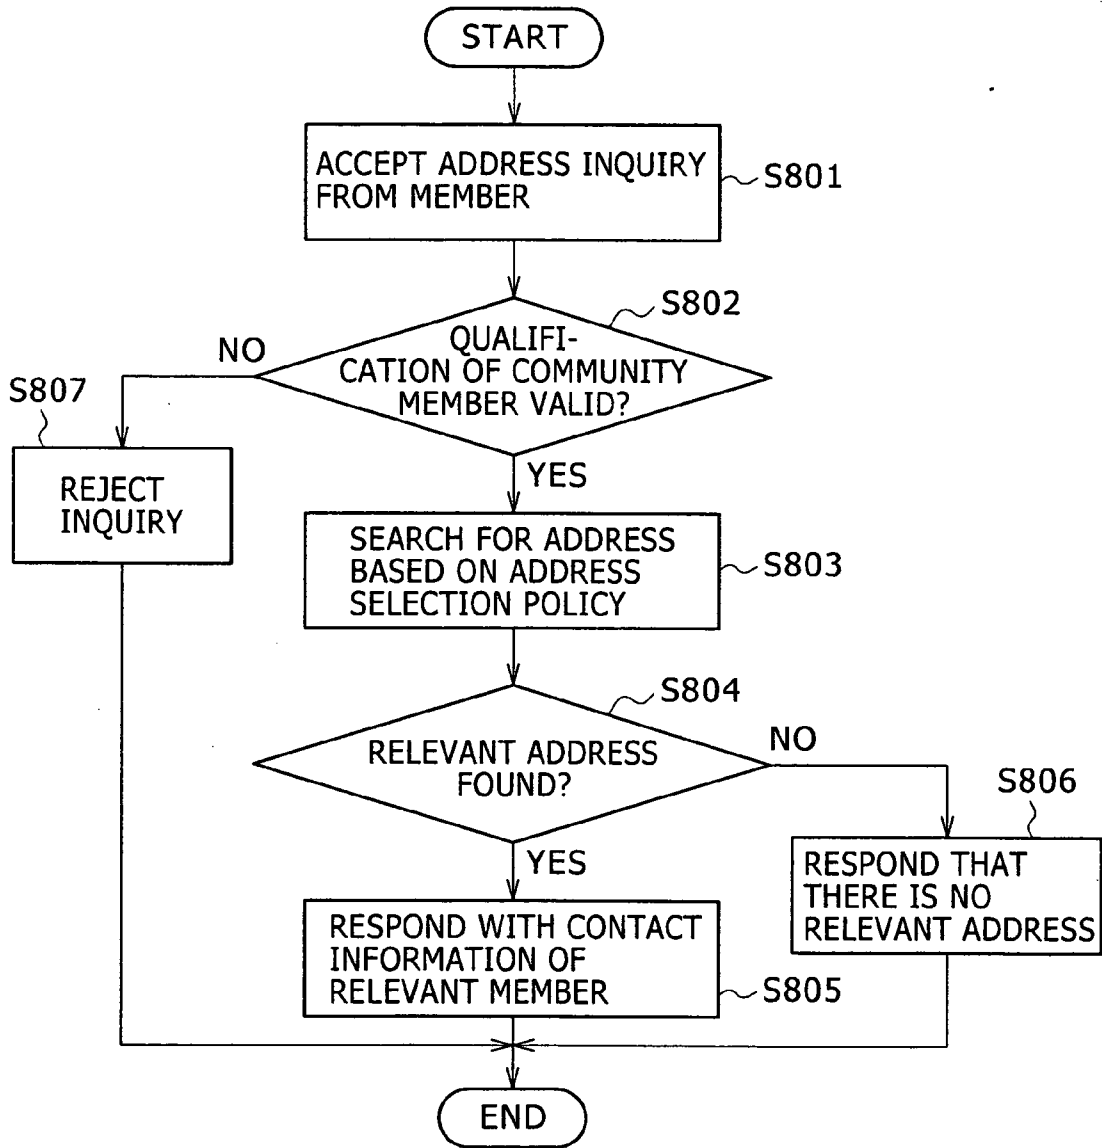 START
ACCEPT ADDRESS INQUIRY
FROM MEMBER
S801
S802
QUALIFI-
CATION OF COMMUNITY
MEMBER VALID?
NO
S807
REJECT
INQUIRY
YES
SEARCH FOR ADDRESS
BASED ON ADDRESS
SELECTION POLICY
S803
S804
RELEVANT ADDRESS
FOUND?
NO
S806
RESPOND THAT
THERE IS NO
RELEVANT ADDRESS
YES
RESPOND WITH CONTACT
INFORMATION OF
RELEVANT MEMBER
S805
END